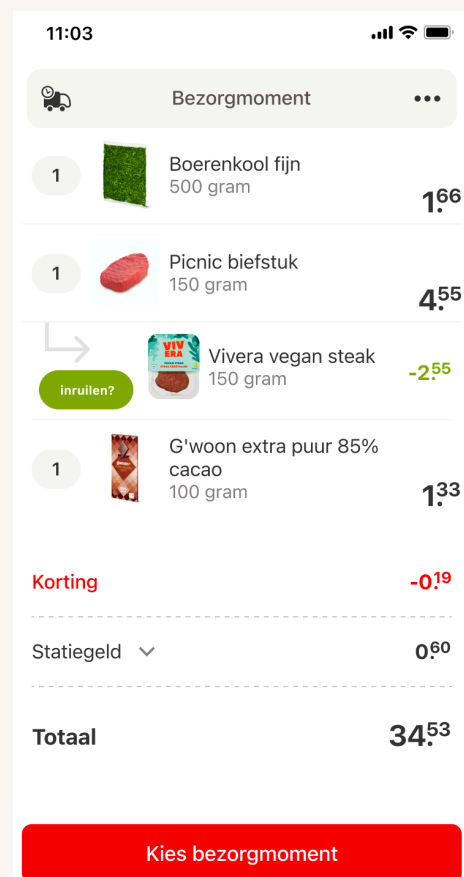 11:03
Bezorgmoment
1
Boerenkool fijn
500 gram
1.66
1
Picnic biefstuk
150 gram
4.55
inruilen?
VIV
ERA
Vivera vegan steak
150 gram
-2.55
1
G'woon extra puur 85%
cacao
100 gram
1.33
Korting
-0.19
Statiegeld
0.60
Totaal
34.53
Kies bezorgmoment